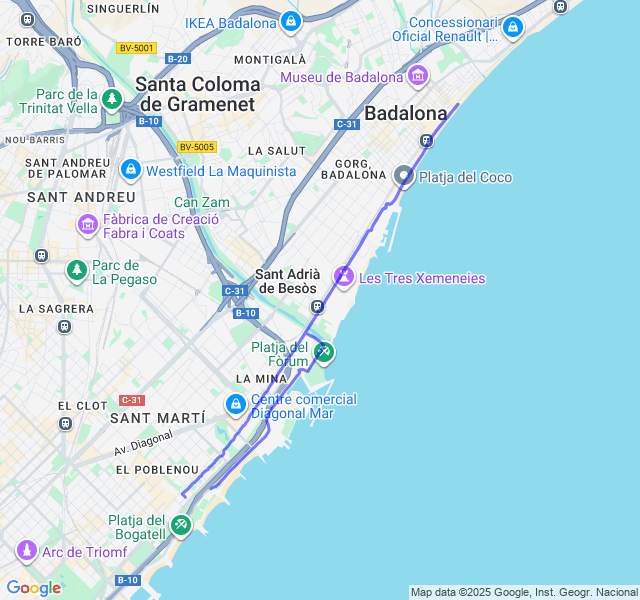 SINGUERLÍN
IKEA Badalona
Concessionari
Oficial Renault |...
TORRE BARÓ
BV-5001
B-20
MONTIGALÀ
Museu de Badalona
Santa Coloma
de Gramenet
Parc de la
Trinitat Vella
B-10
C-31
Badalona
NOU BARRIS
BV-5005
LA SALUT
SANT ANDREU
DE PALOMAR
Westfield La Maquinista
GORG,
BADALONA
Platja del Coco
SANT ANDREU
Can Zam
Fàbrica de Creació
Fabra i Coats
Parc de
La Pegaso
Sant Adrià
de Besòs
Les Tres Xemeneies
C-31
LA SAGRERA
B-10
Platja del
Fòrum
LA MINA
C-31
EL CLOT
Centre comercial
Diagonal Mar
SANT MARTÍ
Av. Diagonal
EL POBLENOU
Platja del
Bogatell
Arc de Triomf
B-10
Google
Map data ©2025 Google, Inst. Geogr. Nacional